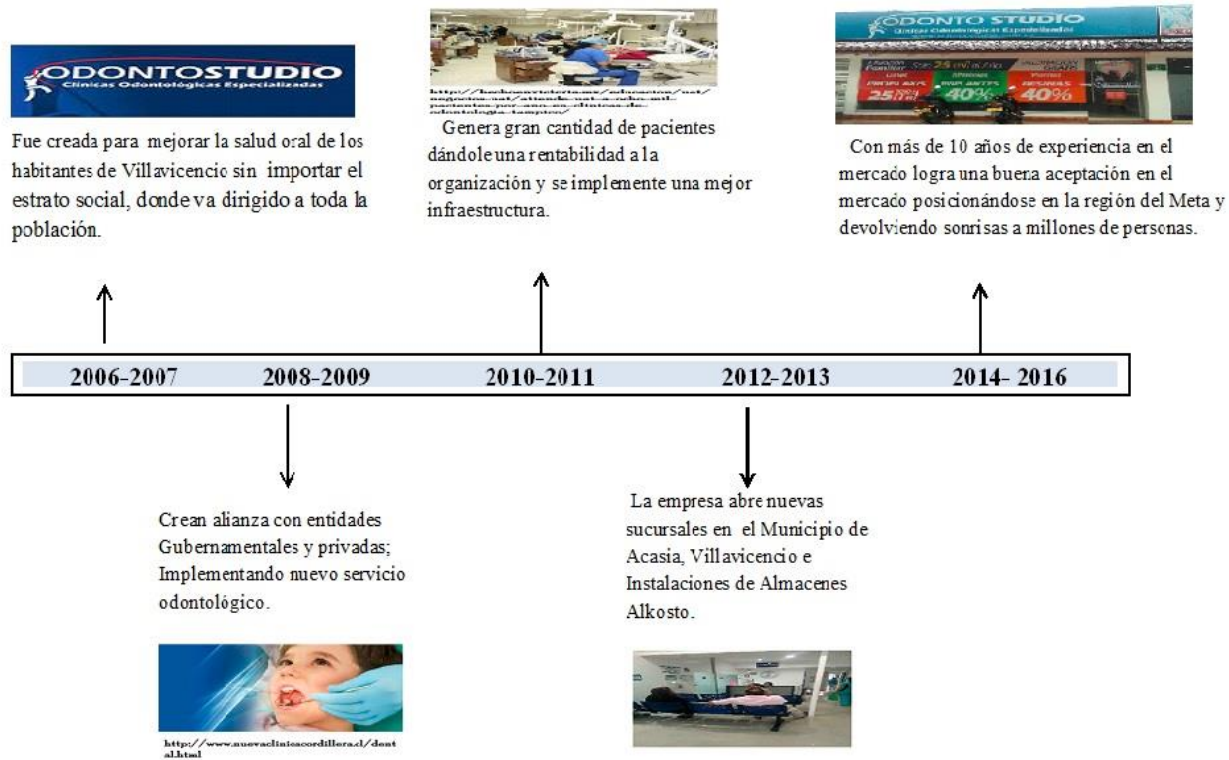 ODONTOSTUDIO
Clínicas Odontológicas Especializadas
Fue creada para mejorar la salud oral de los
habitantes de Villavicencio sin importar el
estrato social, donde va dirigido a toda la
población.
Genera gran cantidad de pacientes
dándole una rentabilidad a la
organización y se implemente una mejor
infraestructura.
ODONTO STUDIO
Clínicas Odontológicas Especializadas
25
40%
40%
Con más de 10 años de experiencia en el
mercado logra una buena aceptación en el
mercado posicionándose en la región del Meta y
devolviendo sonrisas a millones de personas.
2006-2007 2008-2009 2010-2011 2012-2013 2014- 2016
Crean alianza con entidades
Gubernamentales y privadas;
Implementando nuevo servicio
odontológico.
http://www.nuevaclinicacordillera.cl/dent
al.html
La empresa abre nuevas
sucursales en el Municipio de
Acasia, Villavicencio e
Instalaciones de Almacenes
Alkosto.